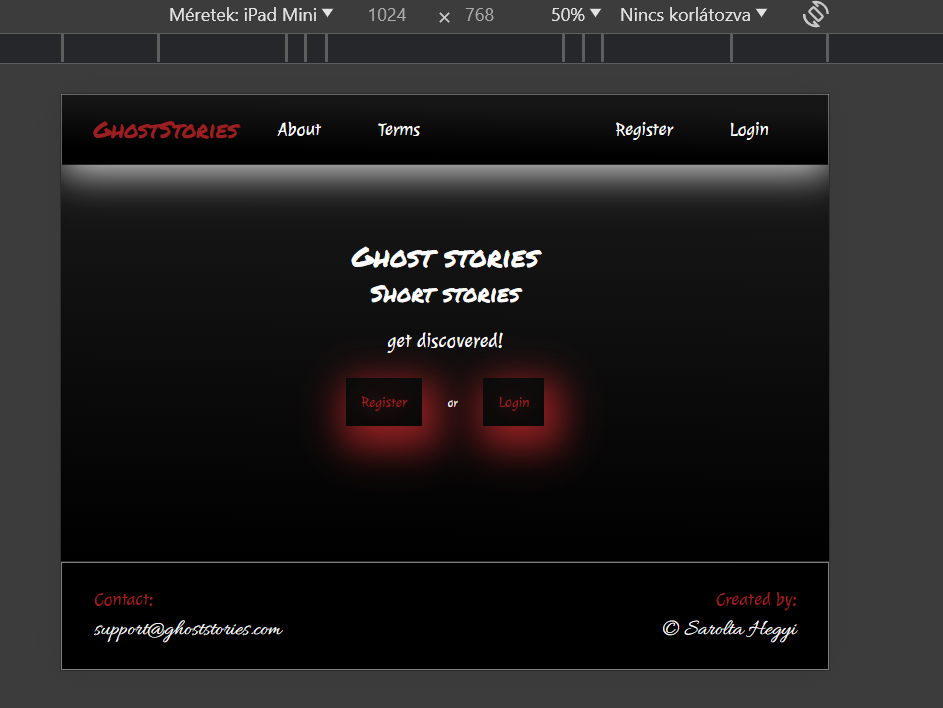 Méretek: iPad Mini 1024 × 768 50% Nincs korlátozva
GhostStories About Terms Register Login
Ghost stories
Short stories
get discovered!
Register or Login
Contact: Created by:
support@ghoststories.com © Sarolta Hegyi